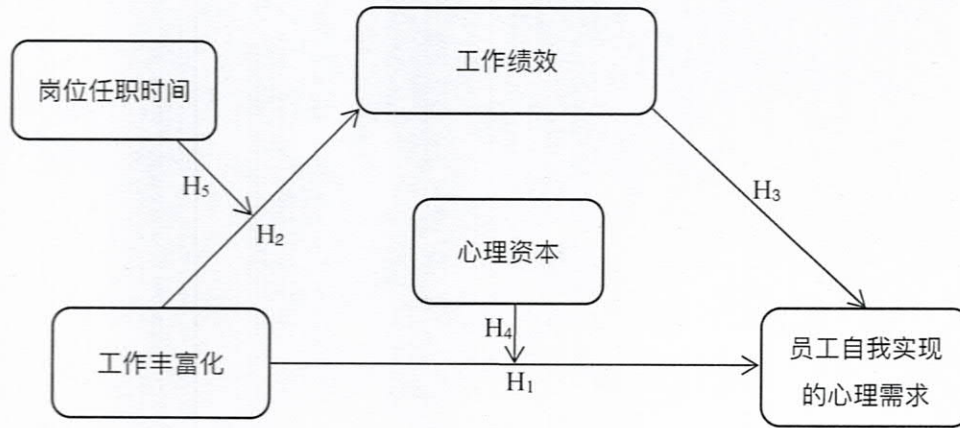 工作绩效
岗位任职时间
H₅
H₂
H₃
心理资本
H₄
工作丰富化
H₁
员工自我实现
的心理需求